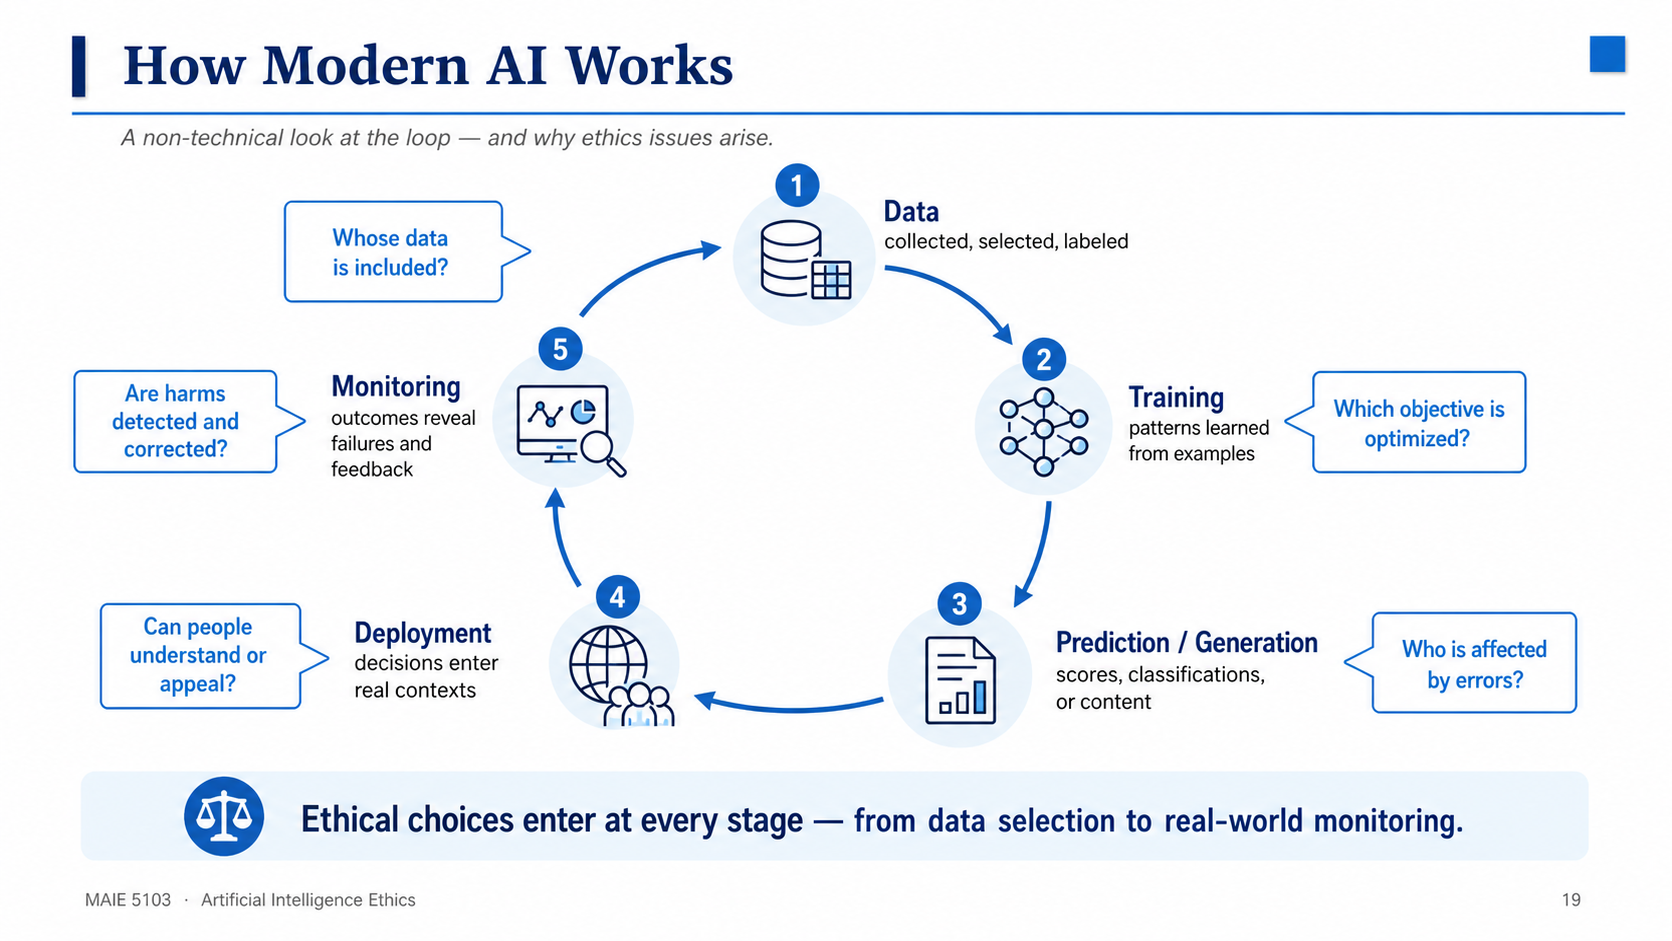 How Modern AI Works
A non-technical look at the loop — and why ethics issues arise.
1
Data
collected, selected, labeled
Whose data
is included?
2
Training
patterns learned
from examples
Which objective is
optimized?
3
Prediction / Generation
scores, classifications,
or content
Who is affected
by errors?
4
Deployment
decisions enter
real contexts
Can people
understand or
appeal?
5
Monitoring
outcomes reveal
failures and
feedback
Are harms
detected and
corrected?
Ethical choices enter at every stage — from data selection to real-world monitoring.
MAIE 5103 · Artificial Intelligence Ethics
19